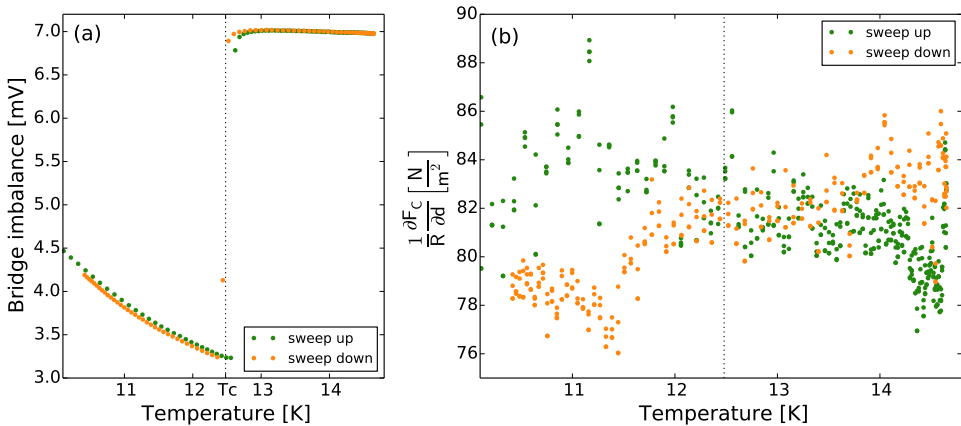 (a)
Bridge imbalance [mV]
7.0
6.5
6.0
5.5
5.0
4.5
4.0
3.5
3.0
sweep up
sweep down
11 12 Tc 13 14
Temperature [K]
(b)
1/R ∂F_C/∂d [N/m²]
90
88
86
84
82
80
78
76
sweep up
sweep down
11 12 13 14
Temperature [K]